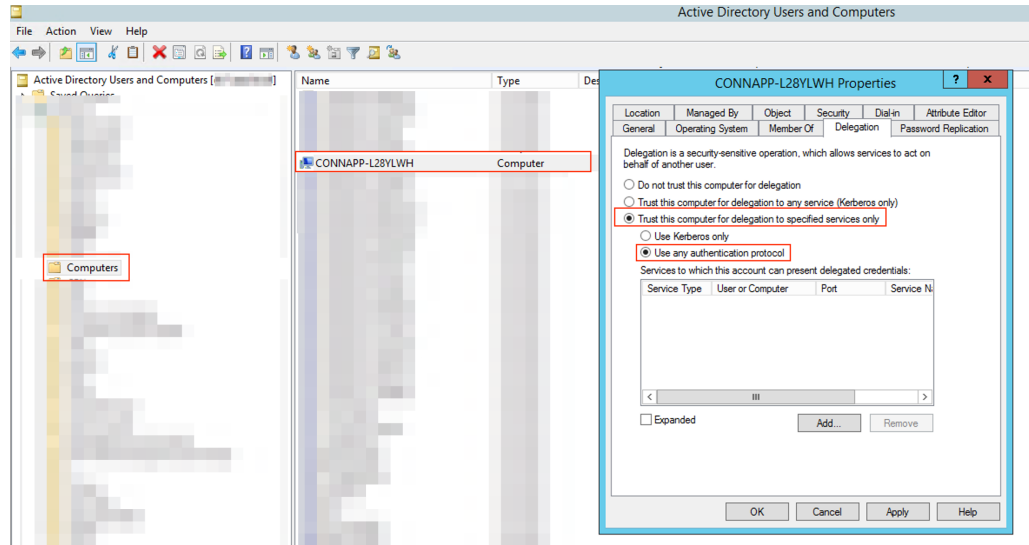 Active Directory Users and Computers
File Action View Help
Active Directory Users and Computers [
]
Saved Queries
Computers
Name Type Des
CONNAPP-L28YLWH Computer
CONNAPP-L28YLWH Properties
? x
Location Managed By Object Security Dial-in Attribute Editor
General Operating System Member Of Delegation Password Replication
Delegation is a security-sensitive operation, which allows services to act on
behalf of another user.
Do not trust this computer for delegation
Trust this computer for delegation to any service (Kerberos only)
Trust this computer for delegation to specified services only
Use Kerberos only
Use any authentication protocol
Services to which this account can present delegated credentials:
Service Type User or Computer Port Service Na
Expanded Add... Remove
OK Cancel Apply Help